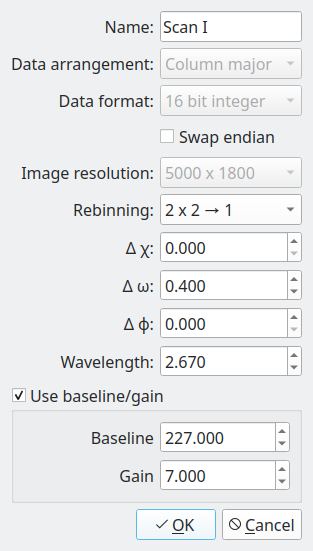 Name: Scan I
Data arrangement: Column major
Data format: 16 bit integer
Swap endian
Image resolution: 5000 x 1800
Rebinning: 2 x 2 → 1
Δ χ: 0.000
Δ ω: 0.400
Δ ϕ: 0.000
Wavelength: 2.670
Use baseline/gain
Baseline 227.000
Gain 7.000
OK Cancel